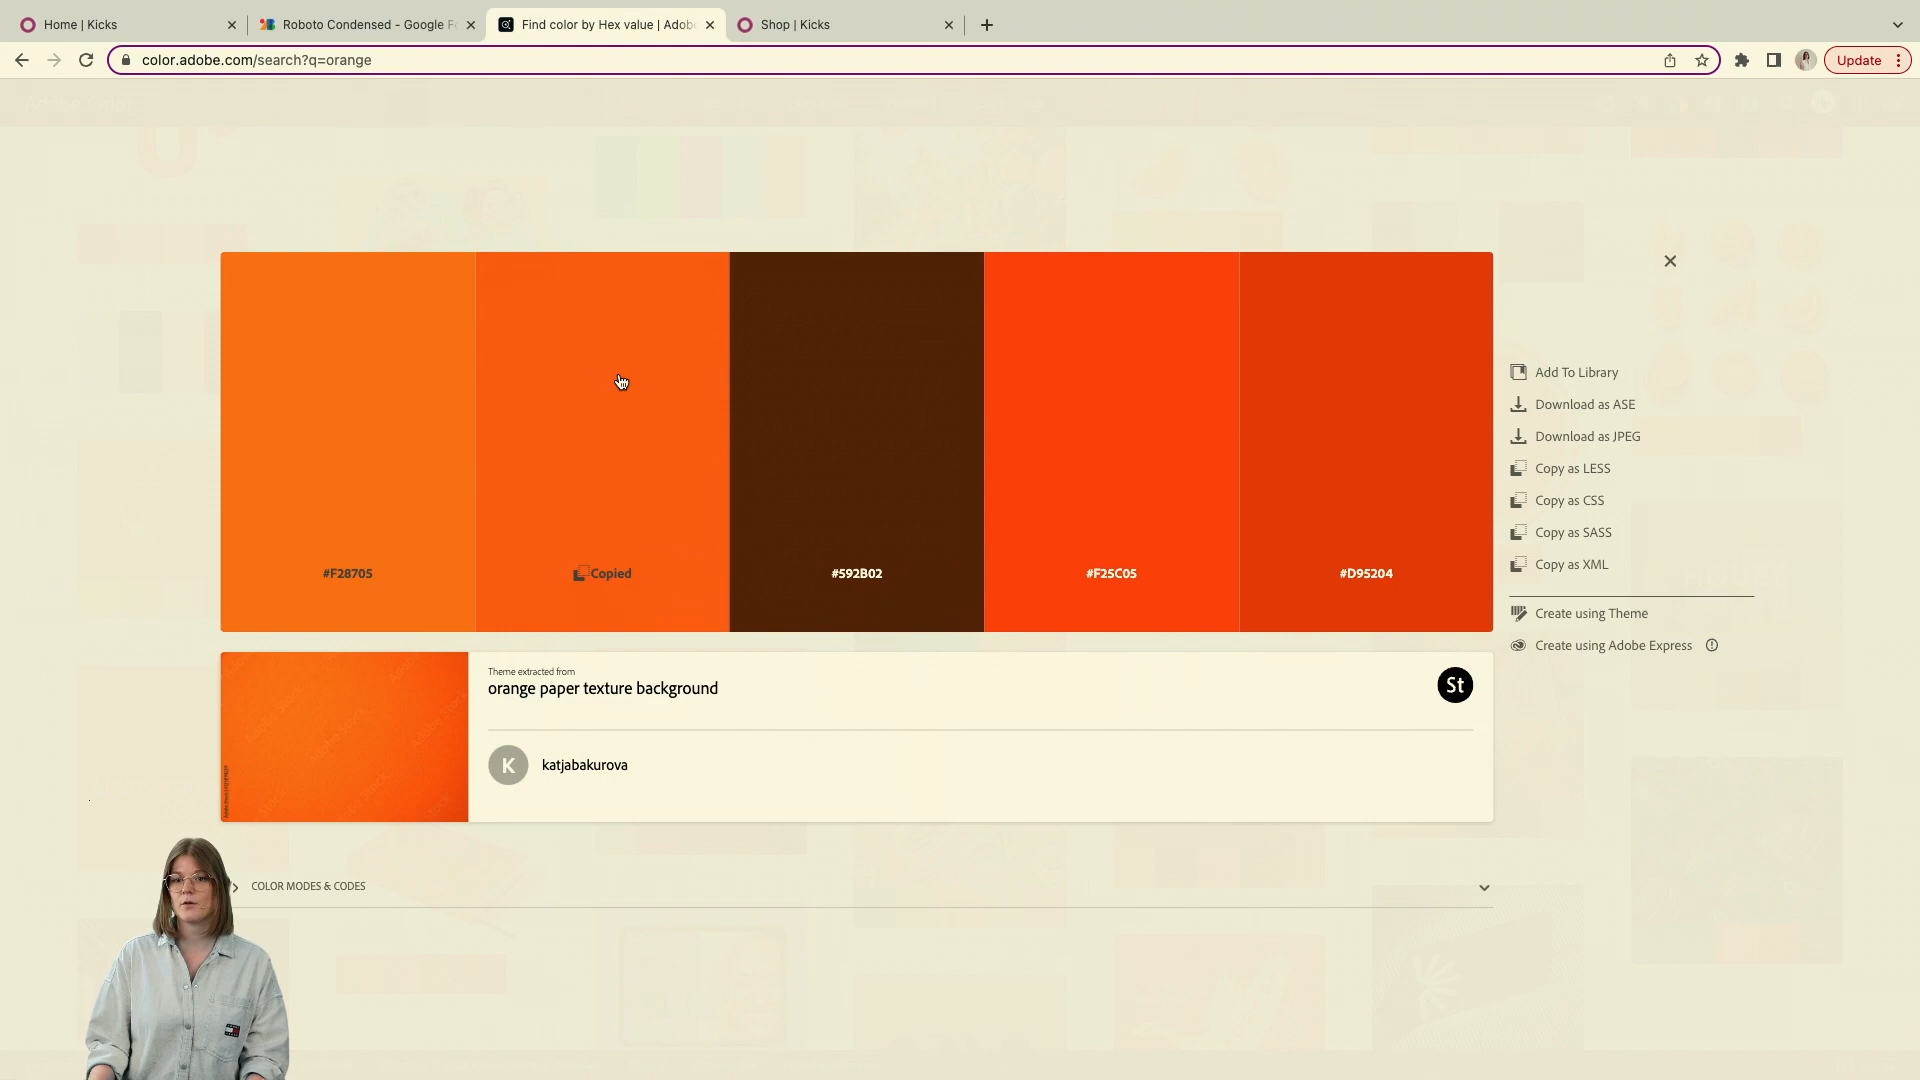 Home | Kicks
Roboto Condensed - Google Fo
Find color by Hex value | Adobe
Shop | Kicks
color.adobe.com/search?q=orange
Update
#F28705
Copied
#592B02
#F25C05
#D95204
Add To Library
Download as ASE
Download as JPEG
Copy as LESS
Copy as CSS
Copy as SASS
Copy as XML
Create using Theme
Create using Adobe Express
Theme extracted from
orange paper texture background
St
K
katjabakurova
COLOR MODES & CODES